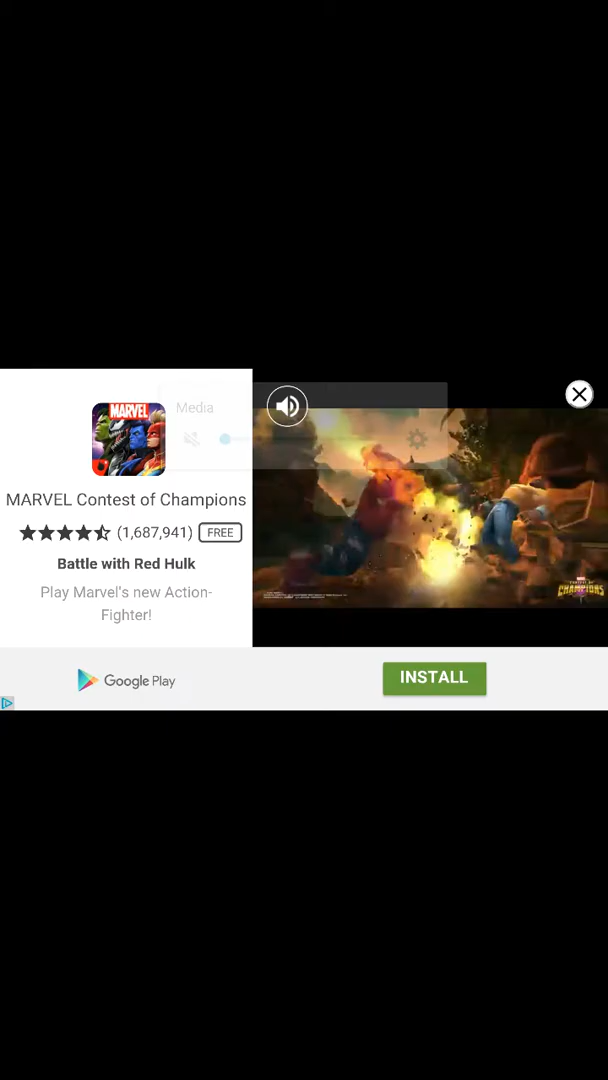 MARVEL
Media
MARVEL Contest of Champions
(1,687,941) FREE
Battle with Red Hulk
Play Marvel's new Action-
Fighter!
CHAMPIONS
Google Play
INSTALL